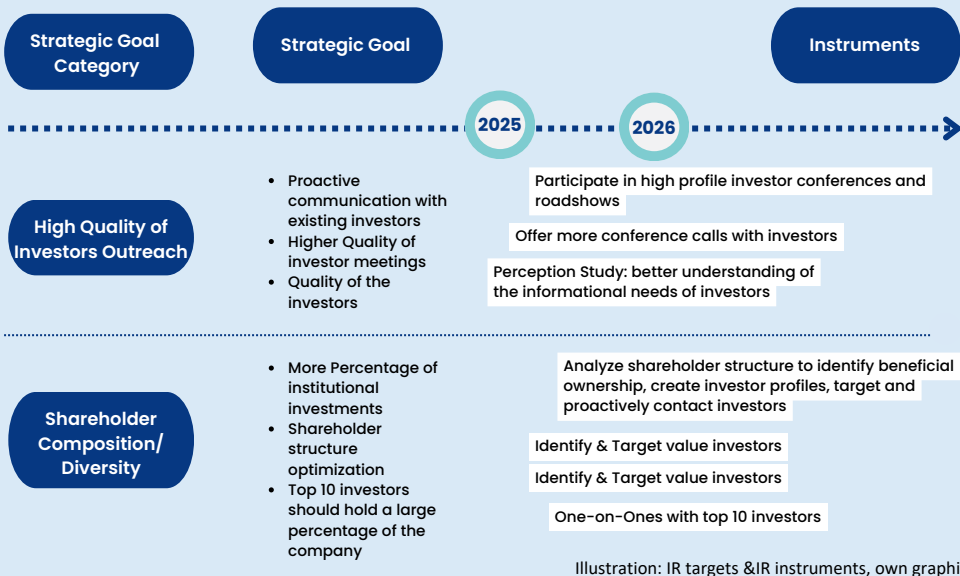 Strategic Goal
Category
Strategic Goal
Instruments
2025
2026
High Quality of
Investors Outreach
• Proactive
communication with
existing investors
• Higher Quality of
investor meetings
• Quality of the
investors
Participate in high profile investor conferences and
roadshows
Offer more conference calls with investors
Perception Study: better understanding of
the informational needs of investors
Shareholder
Composition/
Diversity
• More Percentage of
institutional
investments
• Shareholder
structure
optimization
• Top 10 investors
should hold a large
percentage of the
company
Analyze shareholder structure to identify beneficial
ownership, create investor profiles, target and
proactively contact investors
Identify & Target value investors
Identify & Target value investors
One-on-Ones with top 10 investors
Illustration: IR targets &IR instruments, own graphi